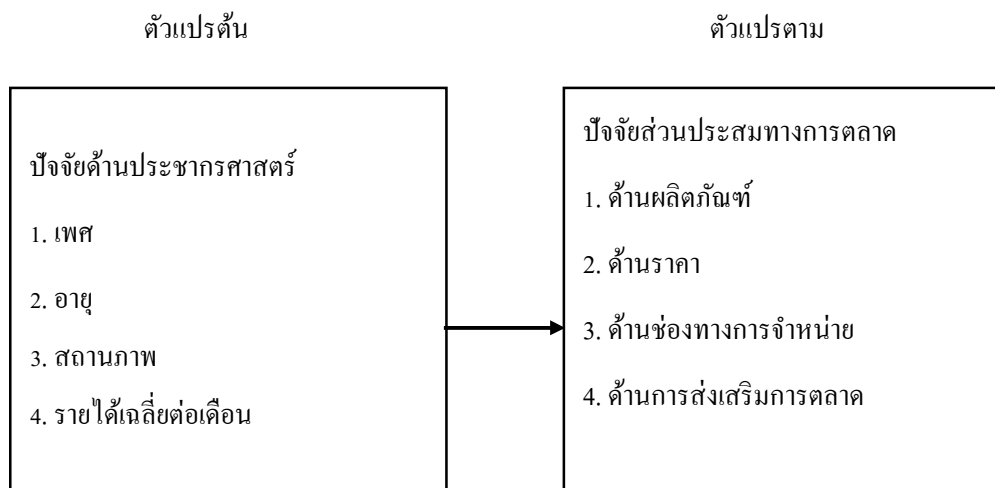 ตัวแปรต้น
ตัวแปรตาม
ปัจจัยด้านประชากรศาสตร์
1. เพศ
2. อายุ
3. สถานภาพ
4. รายได้เฉลี่ยต่อเดือน
ปัจจัยส่วนประสมทางการตลาด
1. ด้านผลิตภัณฑ์
2. ด้านราคา
3. ด้านช่องทางการจำหน่าย
4. ด้านการส่งเสริมการตลาด